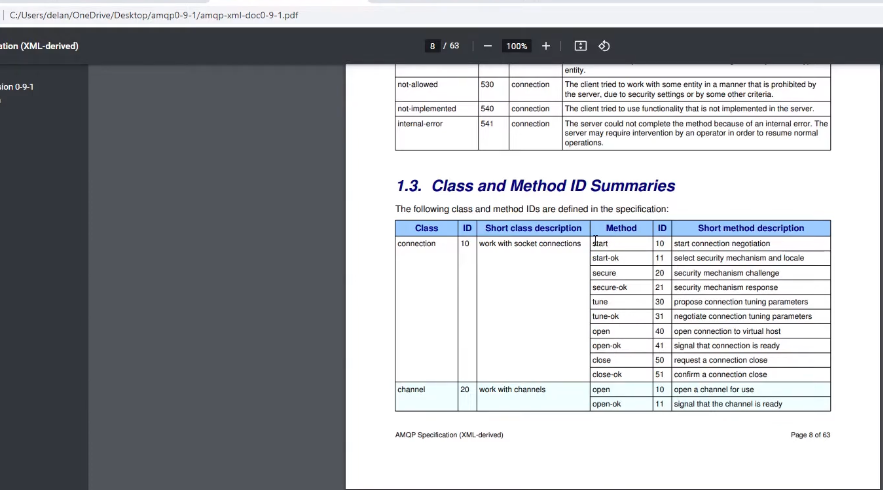 C:/Users/delan/OneDrive/Desktop/amqp0-9-1/amqp-xml-doc0-9-1.pdf
ation (XML-derived)
8 / 63
100%
sion 0-9-1
entity.
not-allowed 530 connection The client tried to work with some entity in a manner that is prohibited by
the server, due to security settings or by some other criteria.
not-implemented 540 connection The client tried to use functionality that is not implemented in the server.
internal-error 541 connection The server could not complete the method because of an internal error. The
server may require intervention by an operator in order to resume normal
operations.
1.3. Class and Method ID Summaries
The following class and method IDs are defined in the specification:
Class ID Short class description Method ID Short method description
connection 10 work with socket connections start 10 start connection negotiation
start-ok 11 select security mechanism and locale
secure 20 security mechanism challenge
secure-ok 21 security mechanism response
tune 30 propose connection tuning parameters
tune-ok 31 negotiate connection tuning parameters
open 40 open connection to virtual host
open-ok 41 signal that connection is ready
close 50 request a connection close
close-ok 51 confirm a connection close
channel 20 work with channels open 10 open a channel for use
open-ok 11 signal that the channel is ready
AMQP Specification (XML-derived) Page 8 of 63